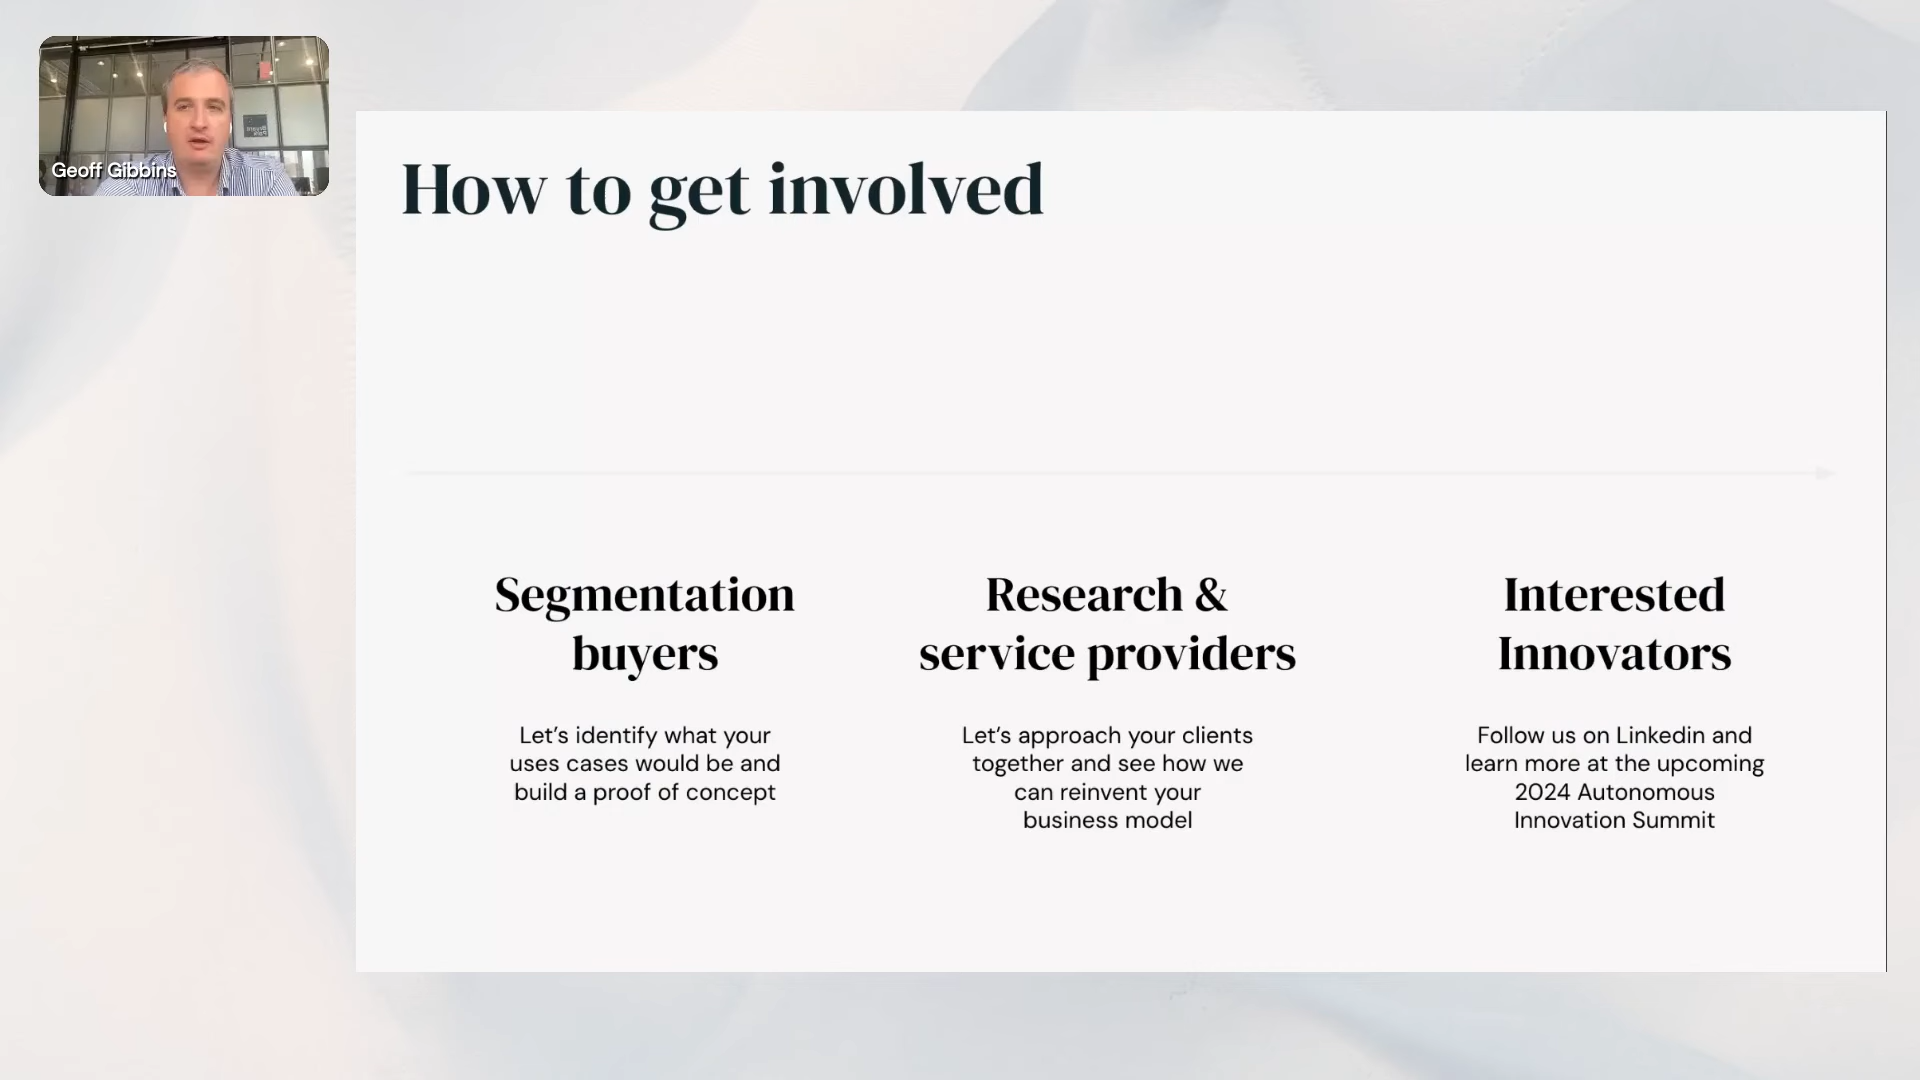 Geoff Gibbins
How to get involved
Segmentation
buyers
Let’s identify what your
uses cases would be and
build a proof of concept
Research &
service providers
Let’s approach your clients
together and see how we
can reinvent your
business model
Interested
Innovators
Follow us on Linkedin and
learn more at the upcoming
2024 Autonomous
Innovation Summit